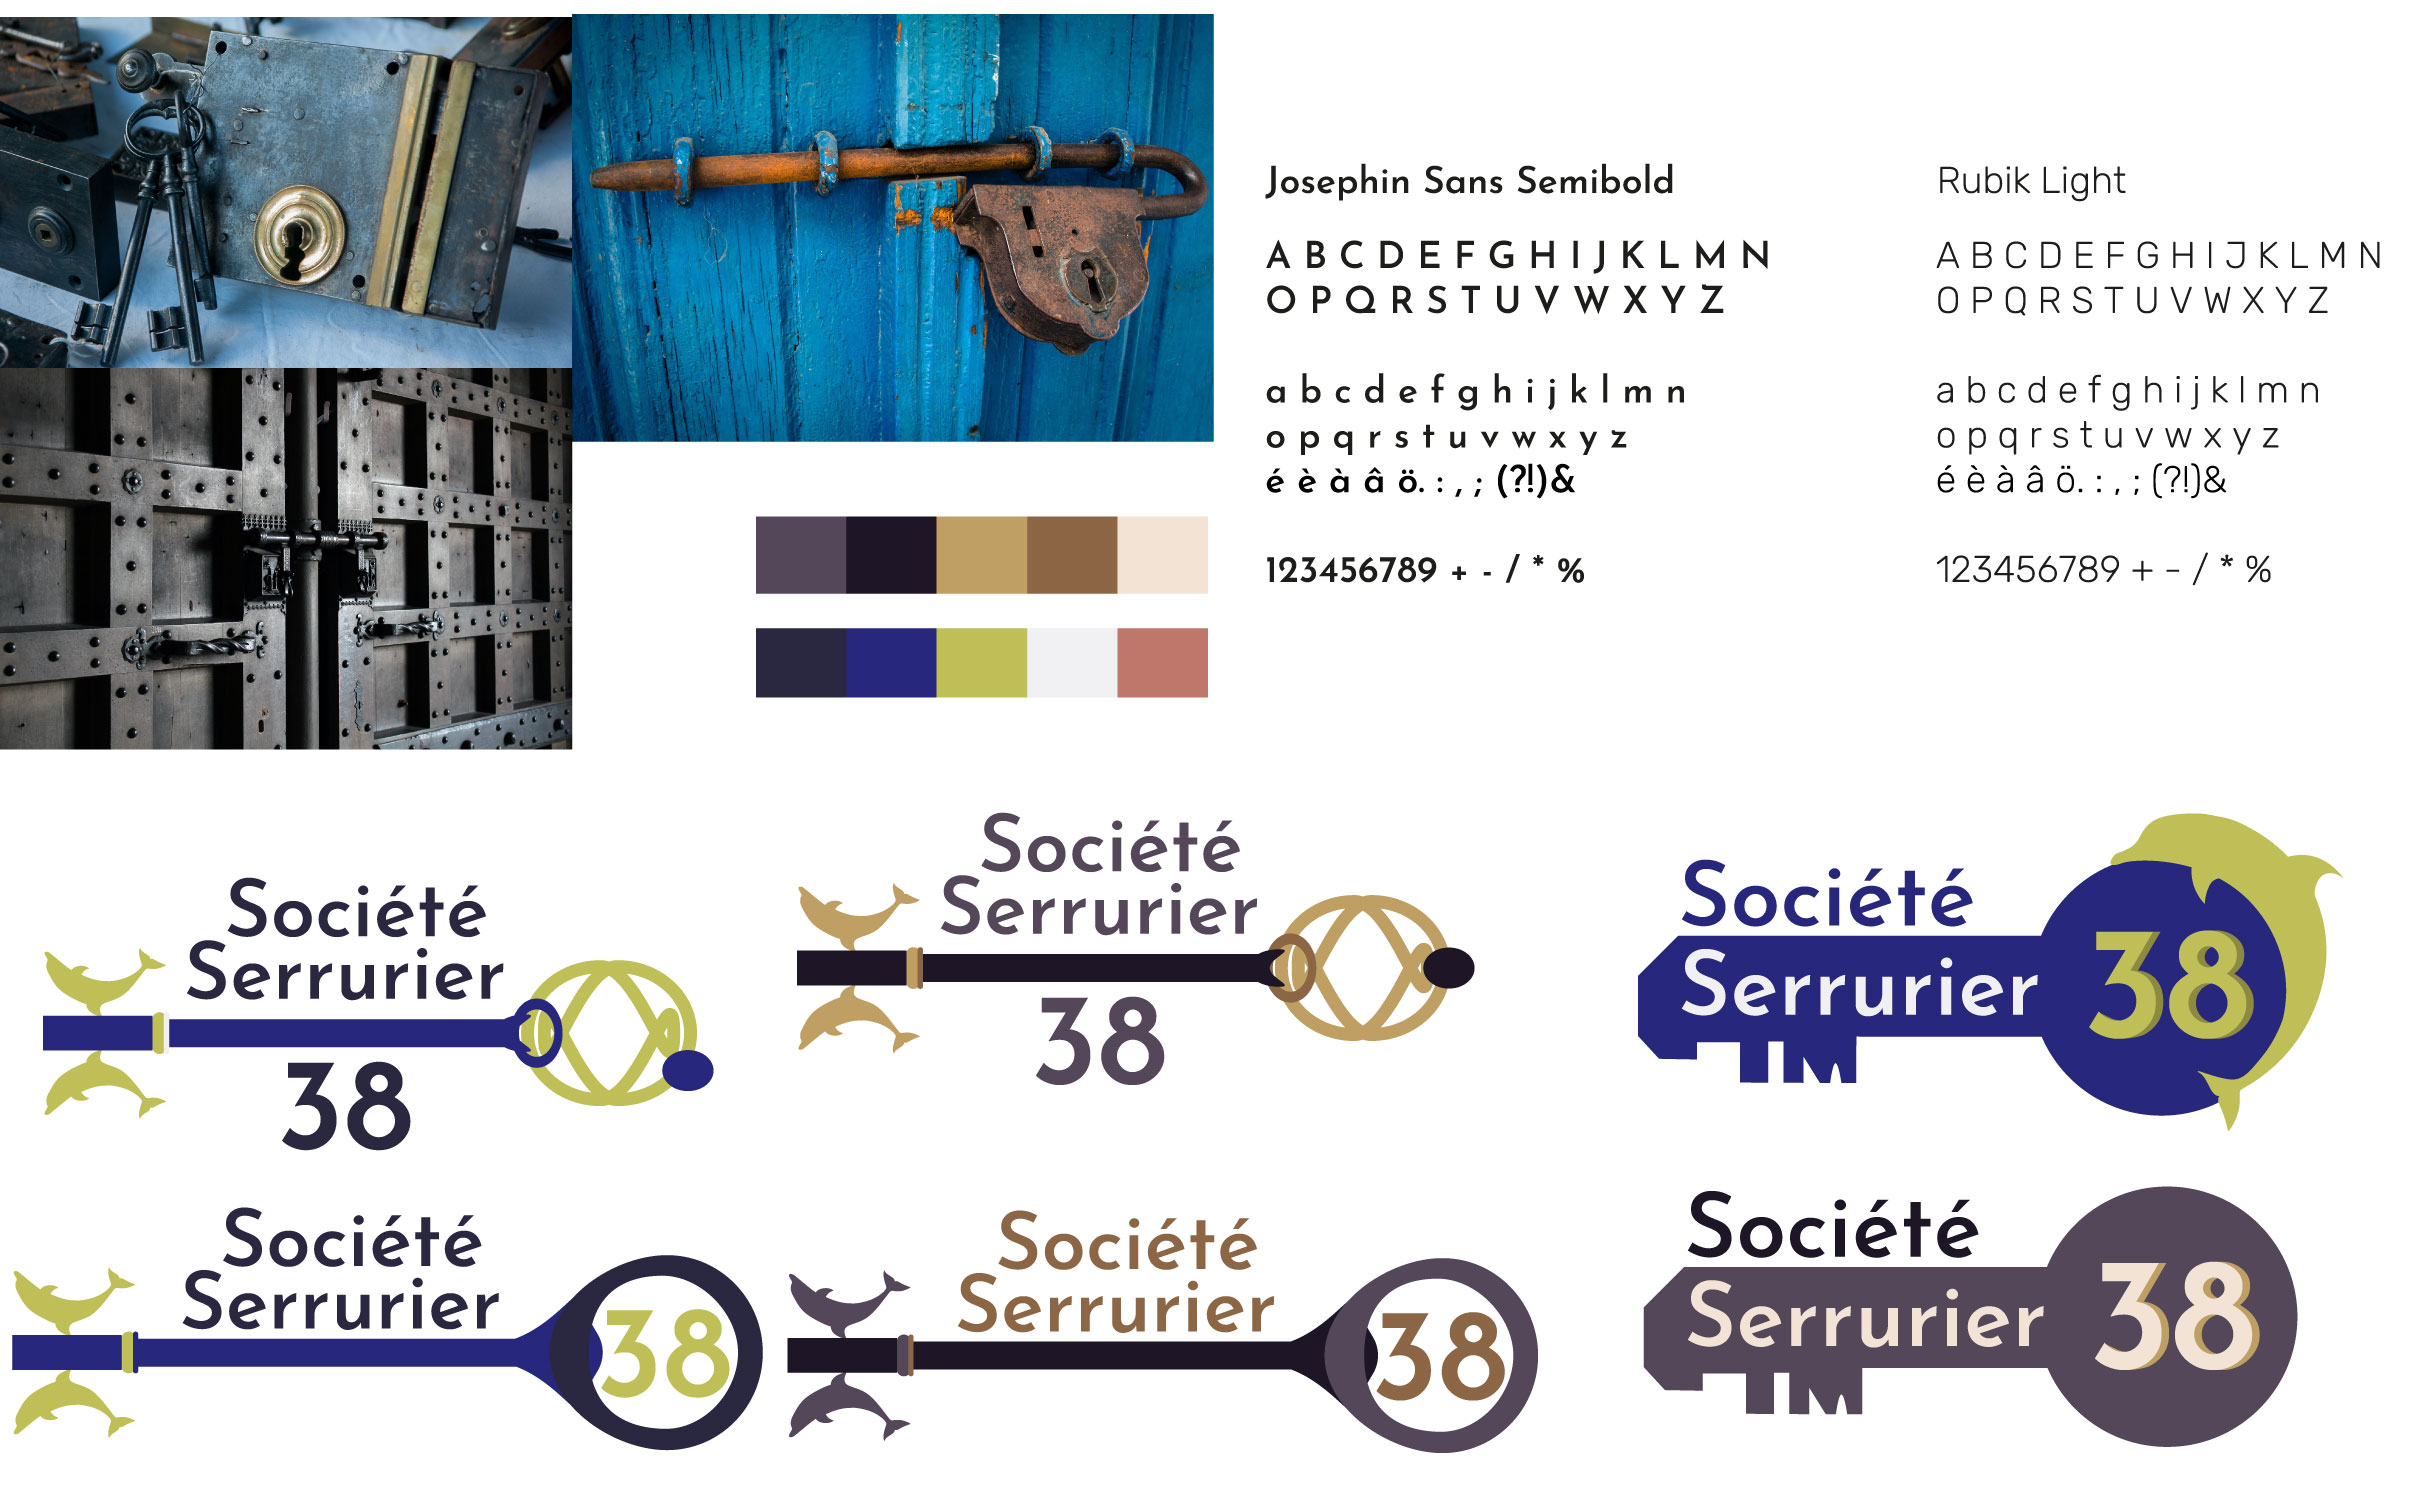 Josephin Sans Semibold
A B C D E F G H I J K L M N
O P Q R S T U V W X Y Z
a b c d e f g h i j k l m n
o p q r s t u v w x y z
é è à â ö. : , ; (?!)&
123456789 + - / * %
Rubik Light
A B C D E F G H I J K L M N
O P Q R S T U V W X Y Z
a b c d e f g h i j k l m n
o p q r s t u v w x y z
é è à â ö. : , ; (?!)&
123456789 + - / * %
Société
Serrurier
38
Société
Serrurier
38
Société
Serrurier
38
Société
Serrurier
38
Société
Serrurier
38
Société
Serrurier
38